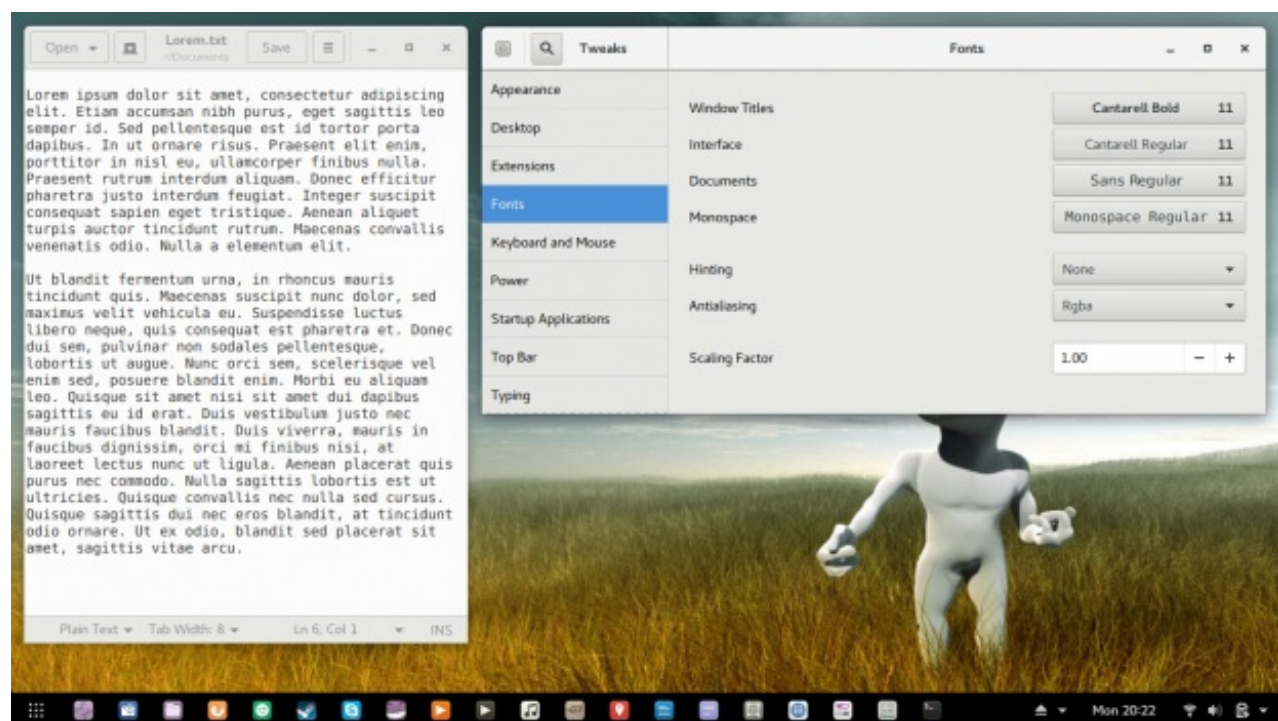 Open
Lorem.txt
~/Documents
Save
Lorem ipsum dolor sit amet, consectetur adipiscing
elit. Etiam accumsan nibh purus, eget sagittis leo
semper id. Sed pellentesque est id tortor porta
dapibus. In ut ornare risus. Praesent elit enim,
porttitor in nisl eu, ullamcorper finibus nulla.
Praesent rutrum interdum aliquam. Donec efficitur
pharetra justo interdum feugiat. Integer suscipit
consequat sapien eget tristique. Aenean aliquet
turpis auctor tincidunt rutrum. Maecenas convallis
venenatis odio. Nulla a elementum elit.
Ut blandit fermentum urna, in rhoncus mauris
tincidunt quis. Maecenas suscipit nunc dolor, sed
maximus velit vehicula eu. Suspendisse luctus
libero neque, quis consequat est pharetra et. Donec
dui sem, pulvinar non sodales pellentesque,
lobortis ut augue. Nunc orci sem, scelerisque vel
enim sed, posuere blandit enim. Morbi eu aliquam
leo. Quisque sit amet nisi sit amet dui dapibus
sagittis eu id erat. Duis vestibulum justo nec
mauris faucibus blandit. Duis viverra, mauris in
faucibus dignissim, orci mi finibus nisi, at
laoreet lectus nunc ut ligula. Aenean placerat quis
purus nec commodo. Nulla sagittis lobortis est ut
ultricies. Quisque convallis nec nulla sed cursus.
Quisque sagittis dui nec eros blandit, at tincidunt
odio ornare. Ut ex odio, blandit sed placerat sit
amet, sagittis vitae arcu.
Plain Text Tab Width: 8 Ln 6, Col 1 INS
Tweaks
Fonts
Appearance
Desktop
Extensions
Fonts
Keyboard and Mouse
Power
Startup Applications
Top Bar
Typing
Window Titles Cantarell Bold 11
Interface Cantarell Regular 11
Documents Sans Regular 11
Monospace Monospace Regular 11
Hinting None
Antialiasing Rgba
Scaling Factor 1.00 − +
Mon 20:22